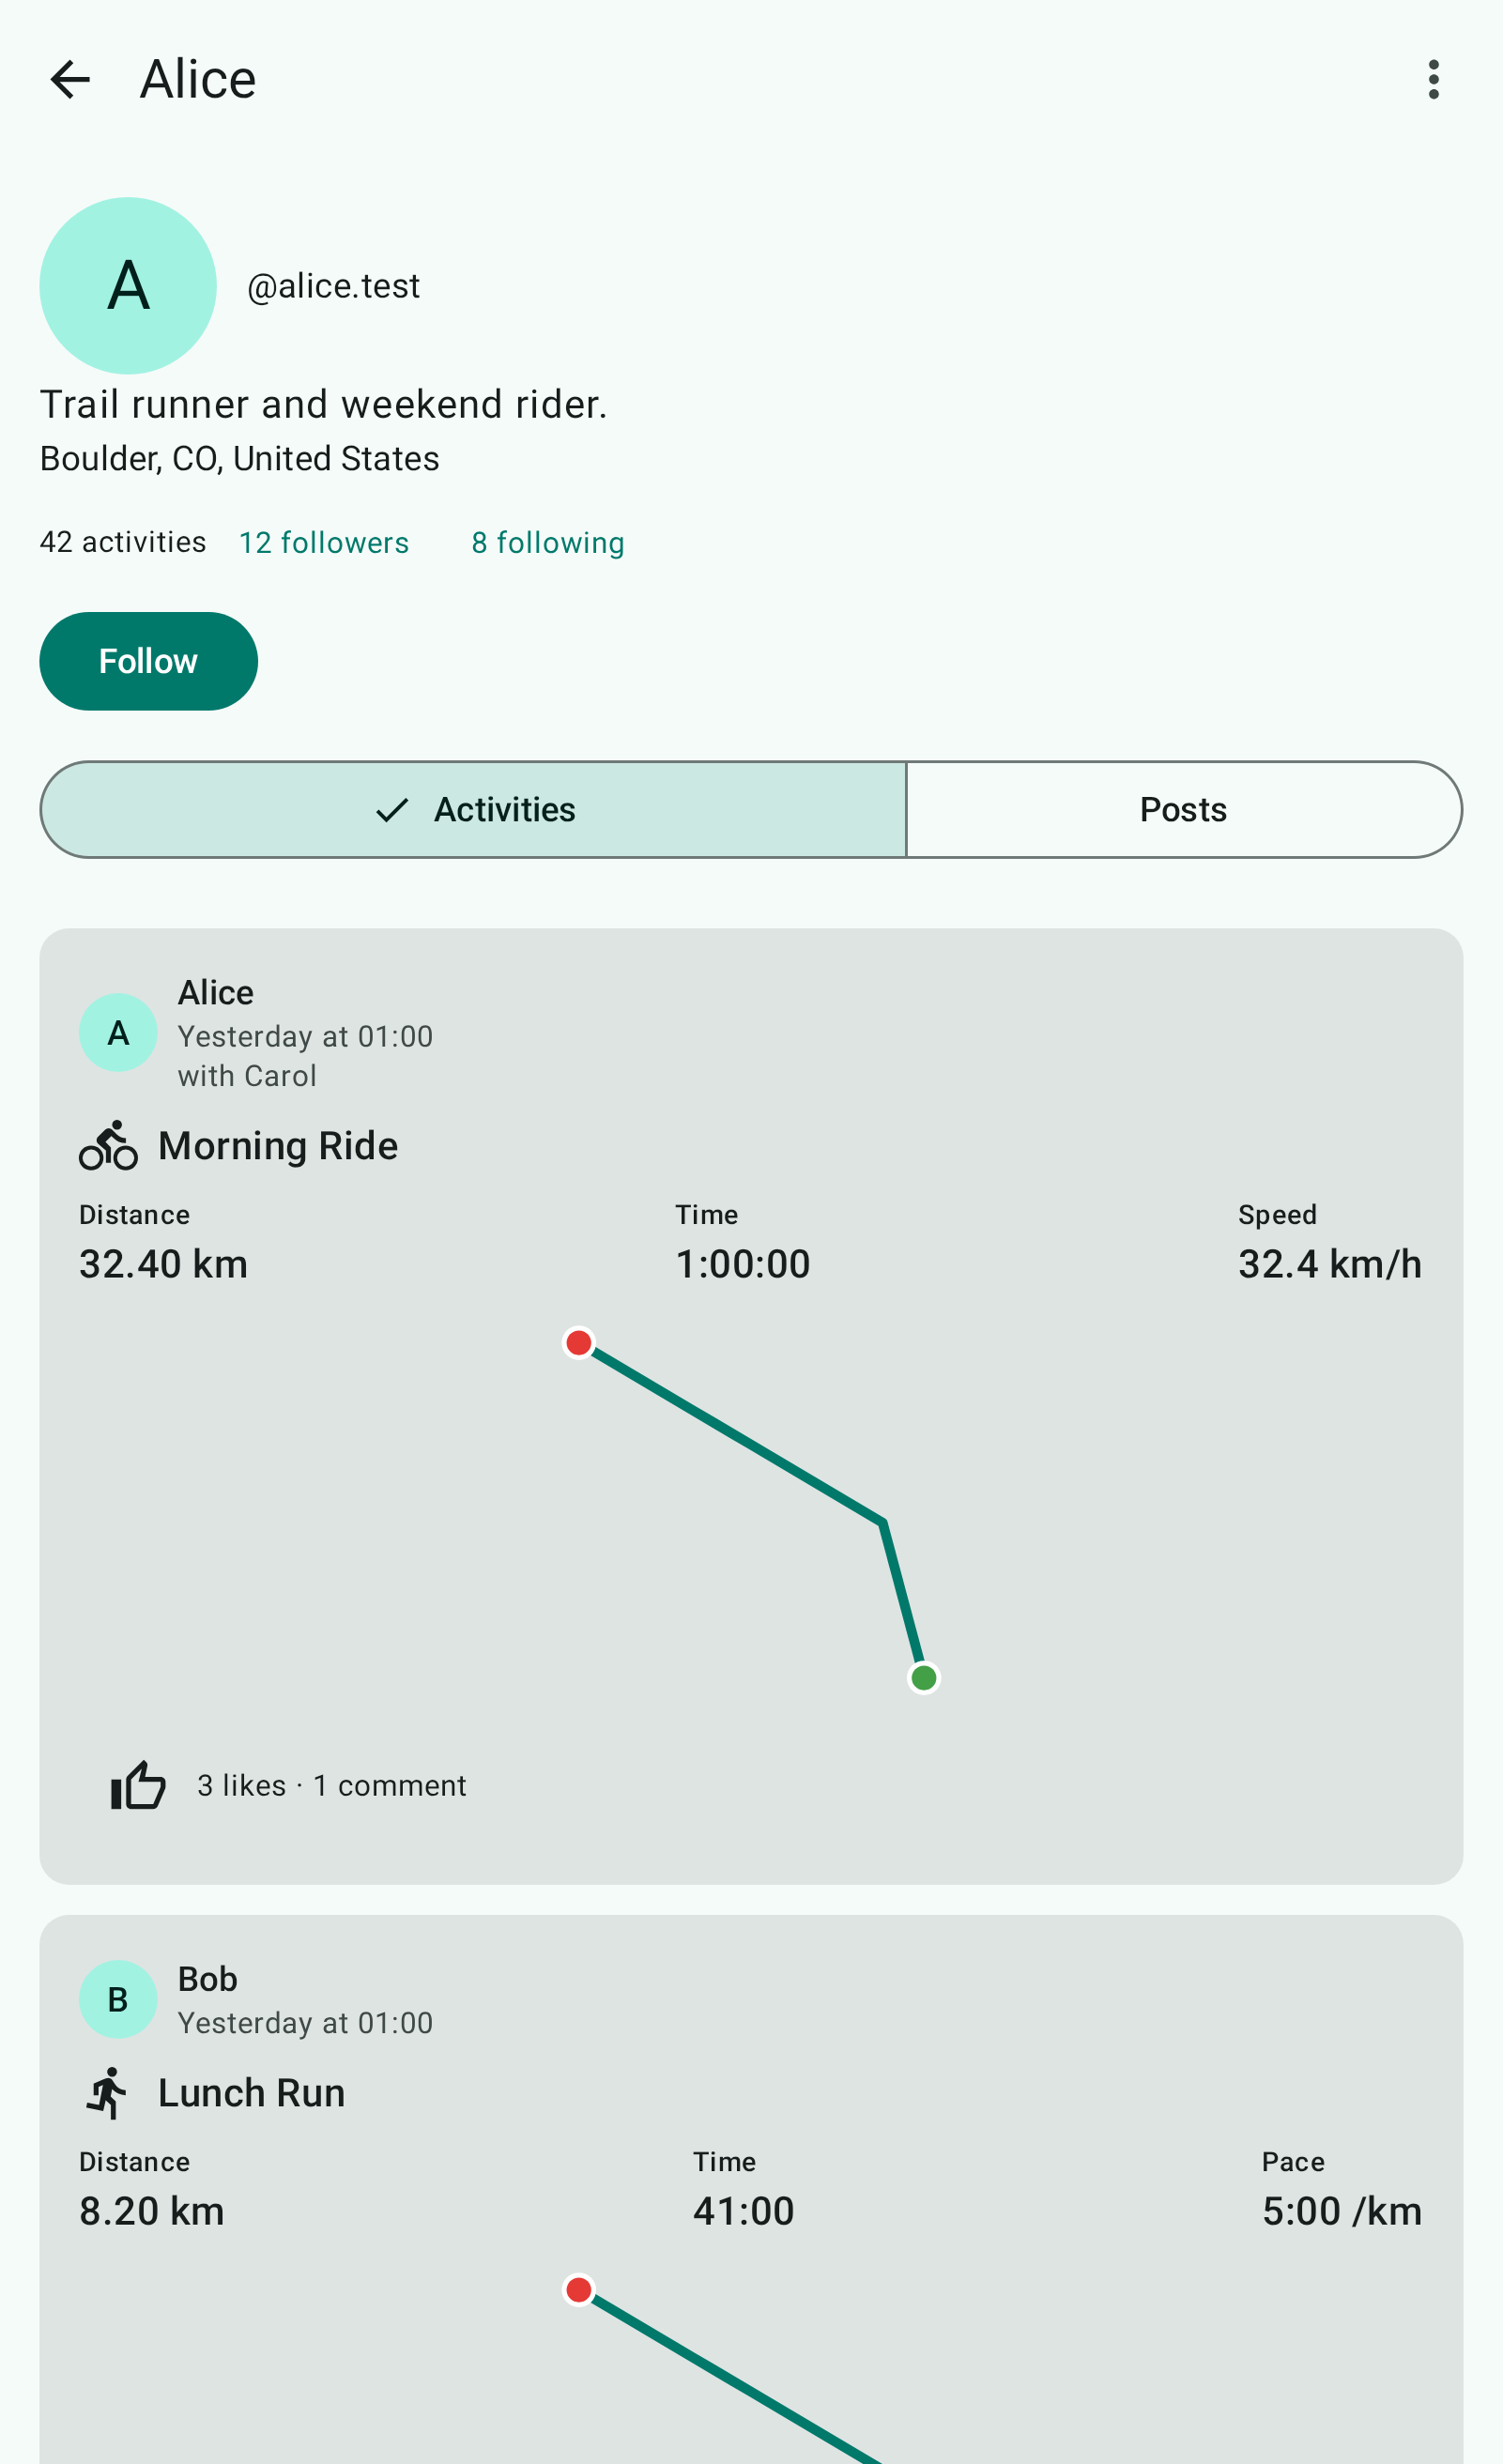 Alice
A
@alice.test
Trail runner and weekend rider.
Boulder, CO, United States
42 activities 12 followers 8 following
Follow
Activities Posts
A
Alice
Yesterday at 01:00
with Carol
Morning Ride
Distance Time Speed
32.40 km 1:00:00 32.4 km/h
3 likes · 1 comment
B
Bob
Yesterday at 01:00
Lunch Run
Distance Time Pace
8.20 km 41:00 5:00 /km